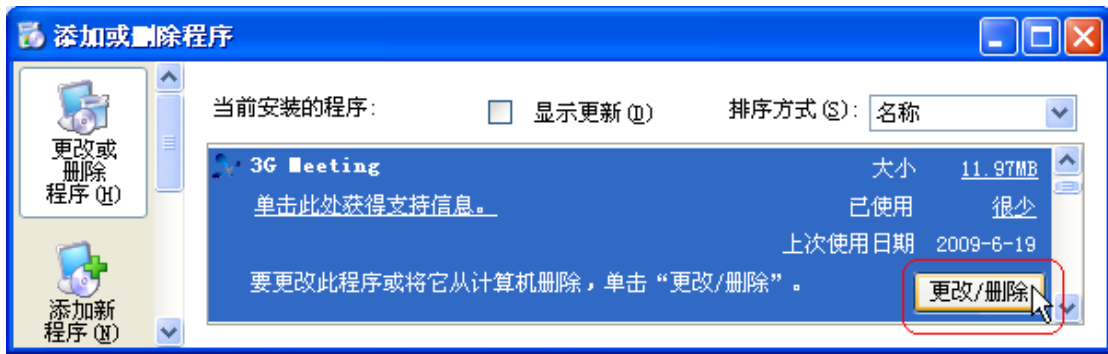 添加或删除程序
当前安装的程序:
显示更新(D)
排序方式(S):
名称
更改或
删除
程序(H)
3G Meeting
大小
11.97MB
单击此处获得支持信息。
已使用
很少
上次使用日期
2009-6-19
要更改此程序或将它从计算机删除，单击“更改/删除”。
更改/删除
添加新
程序(N)